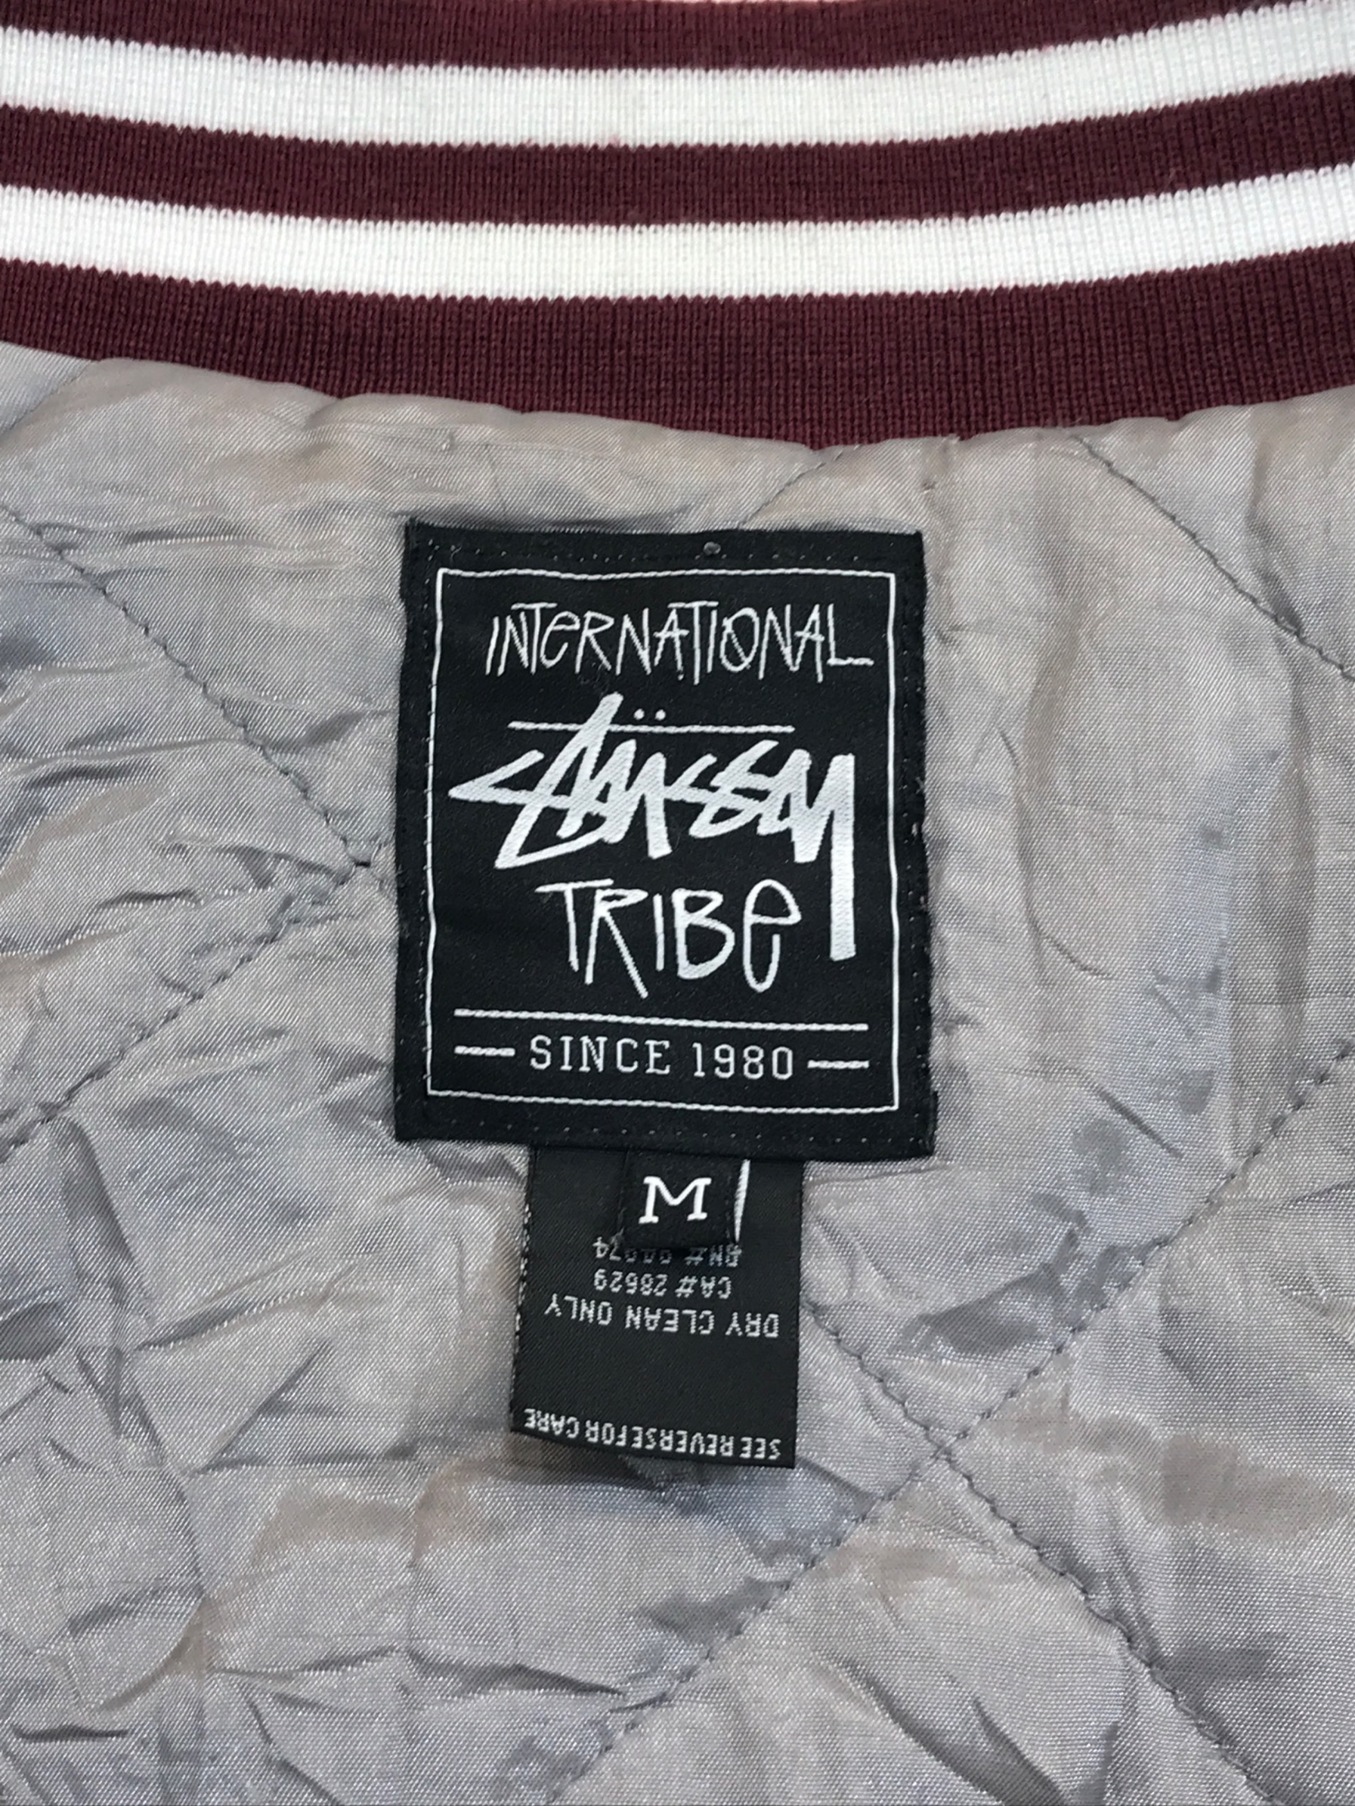 INTERNATIONAL
STÜSSY
TRIBE
SINCE 1980
M
CA# 28629
DRY CLEAN ONLY
SEE REVERSE FOR CARE